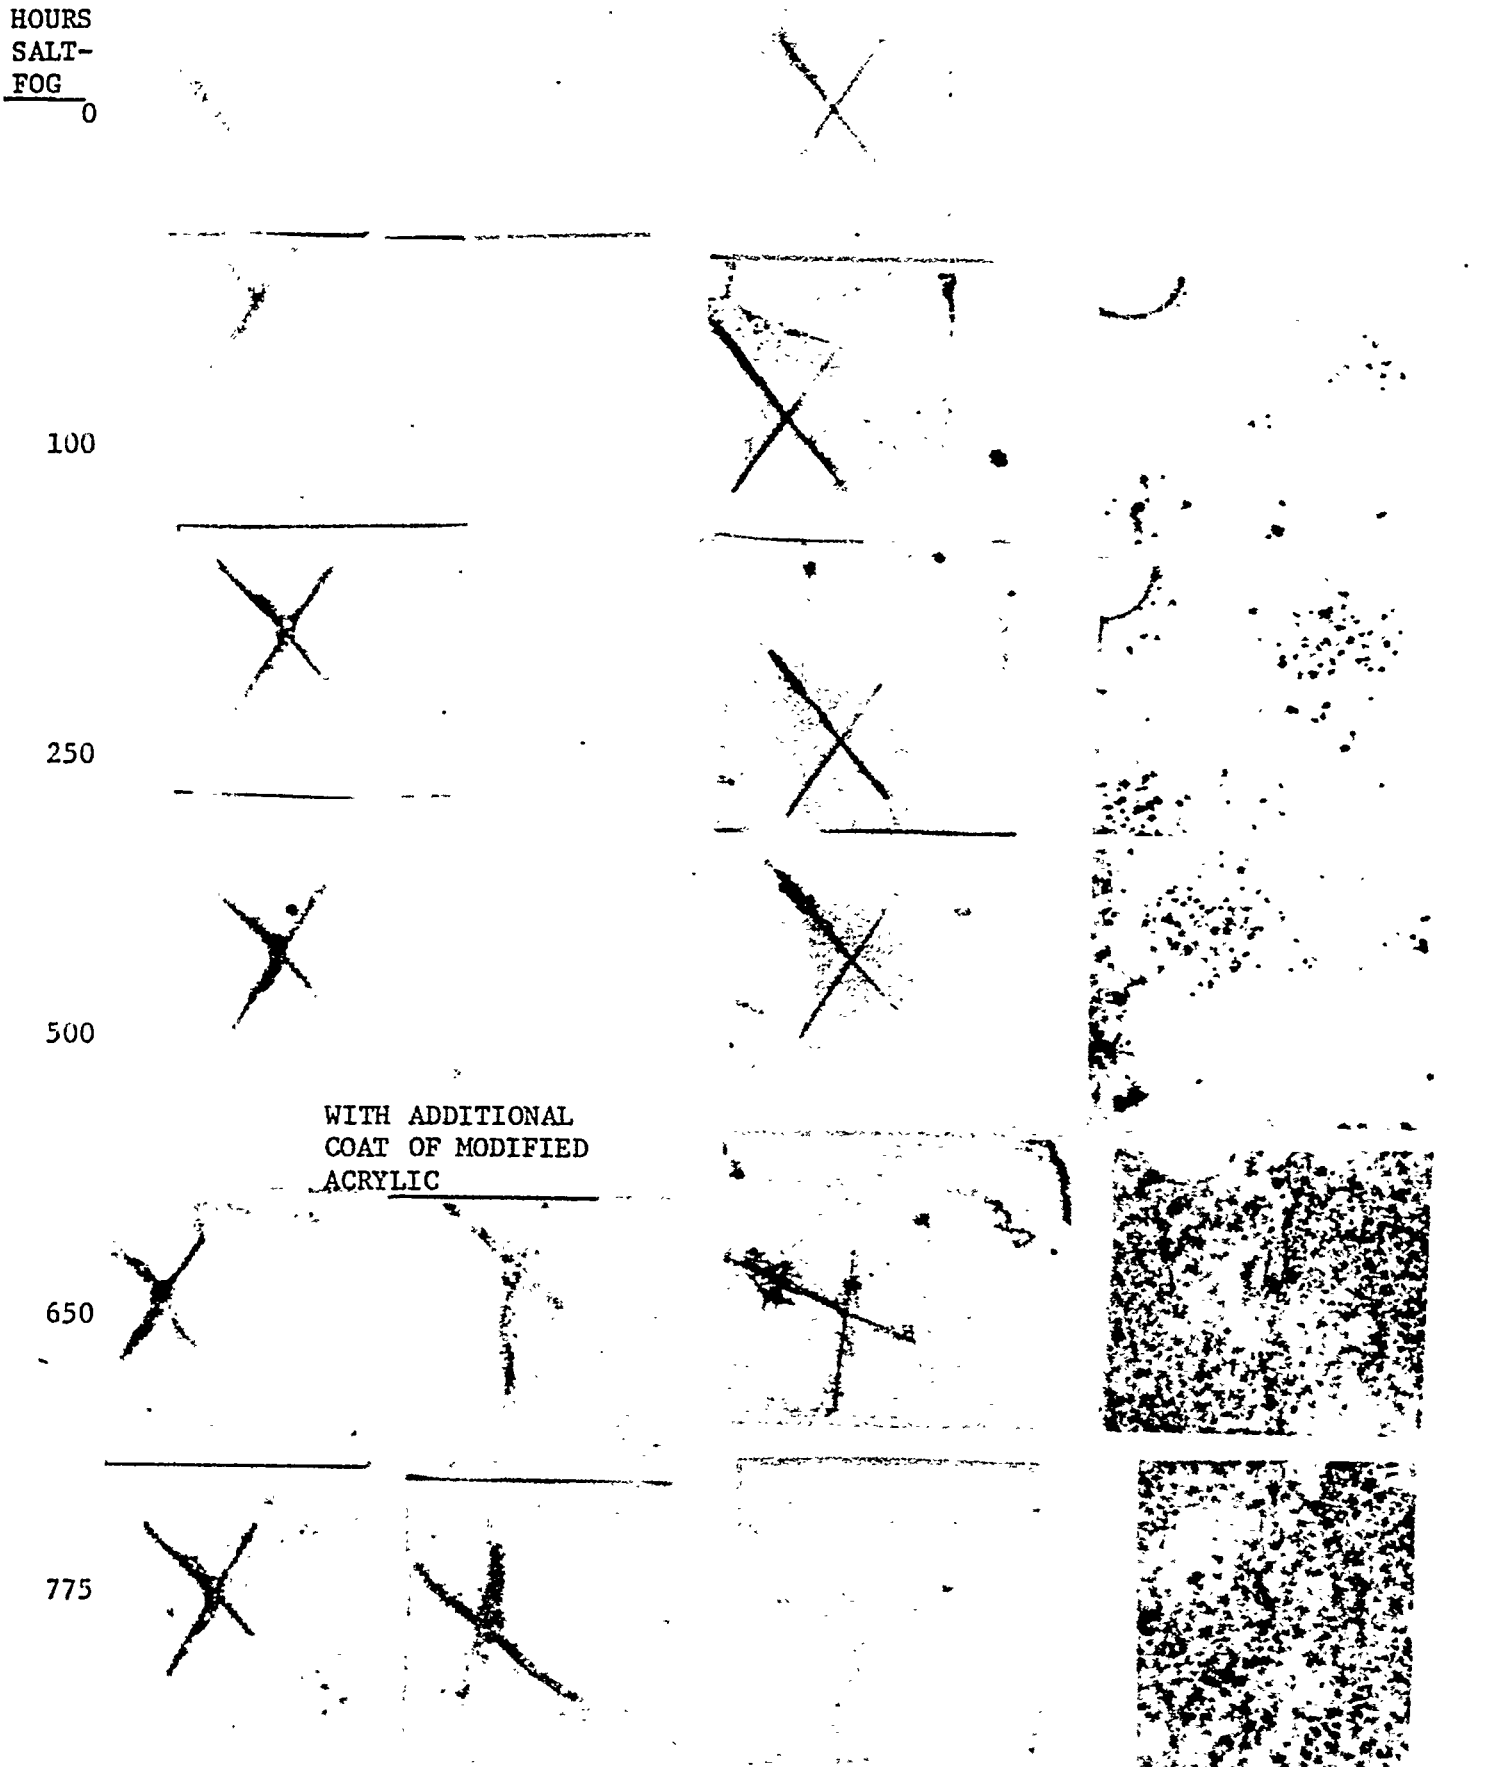 HOURS
SALT-
FOG
0
100
250
500
WITH ADDITIONAL
COAT OF MODIFIED
ACRYLIC
650
775